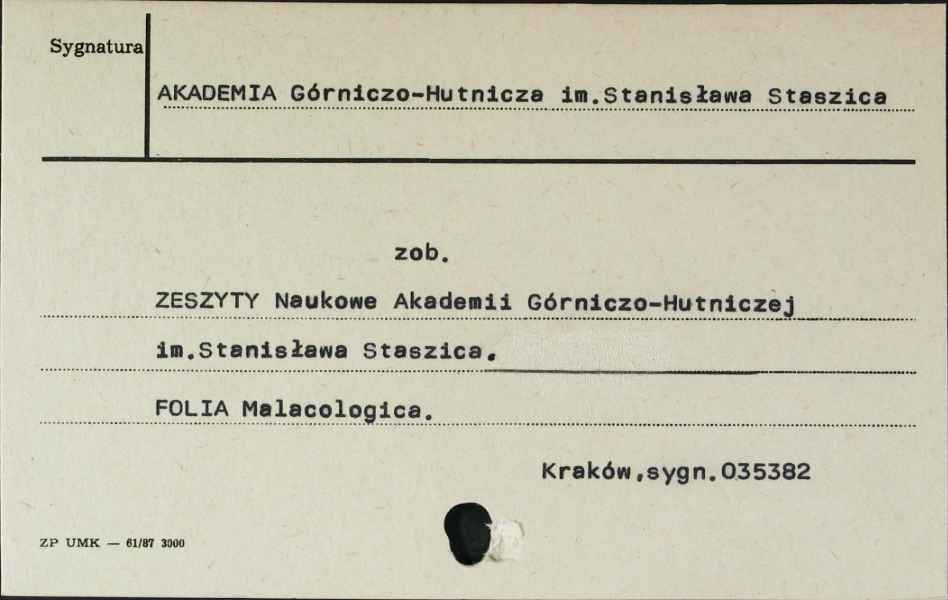 Sygnatura
AKADEMIA Górniczo-Hutnicza im.Stanisława Staszica
zob.
ZESZYTY Naukowe Akademii Górniczo-Hutniczej
im.Stanisława Staszica.
FOLIA Malacologica.
Kraków,sygn.035382
ZP UMK — 61/87 3000